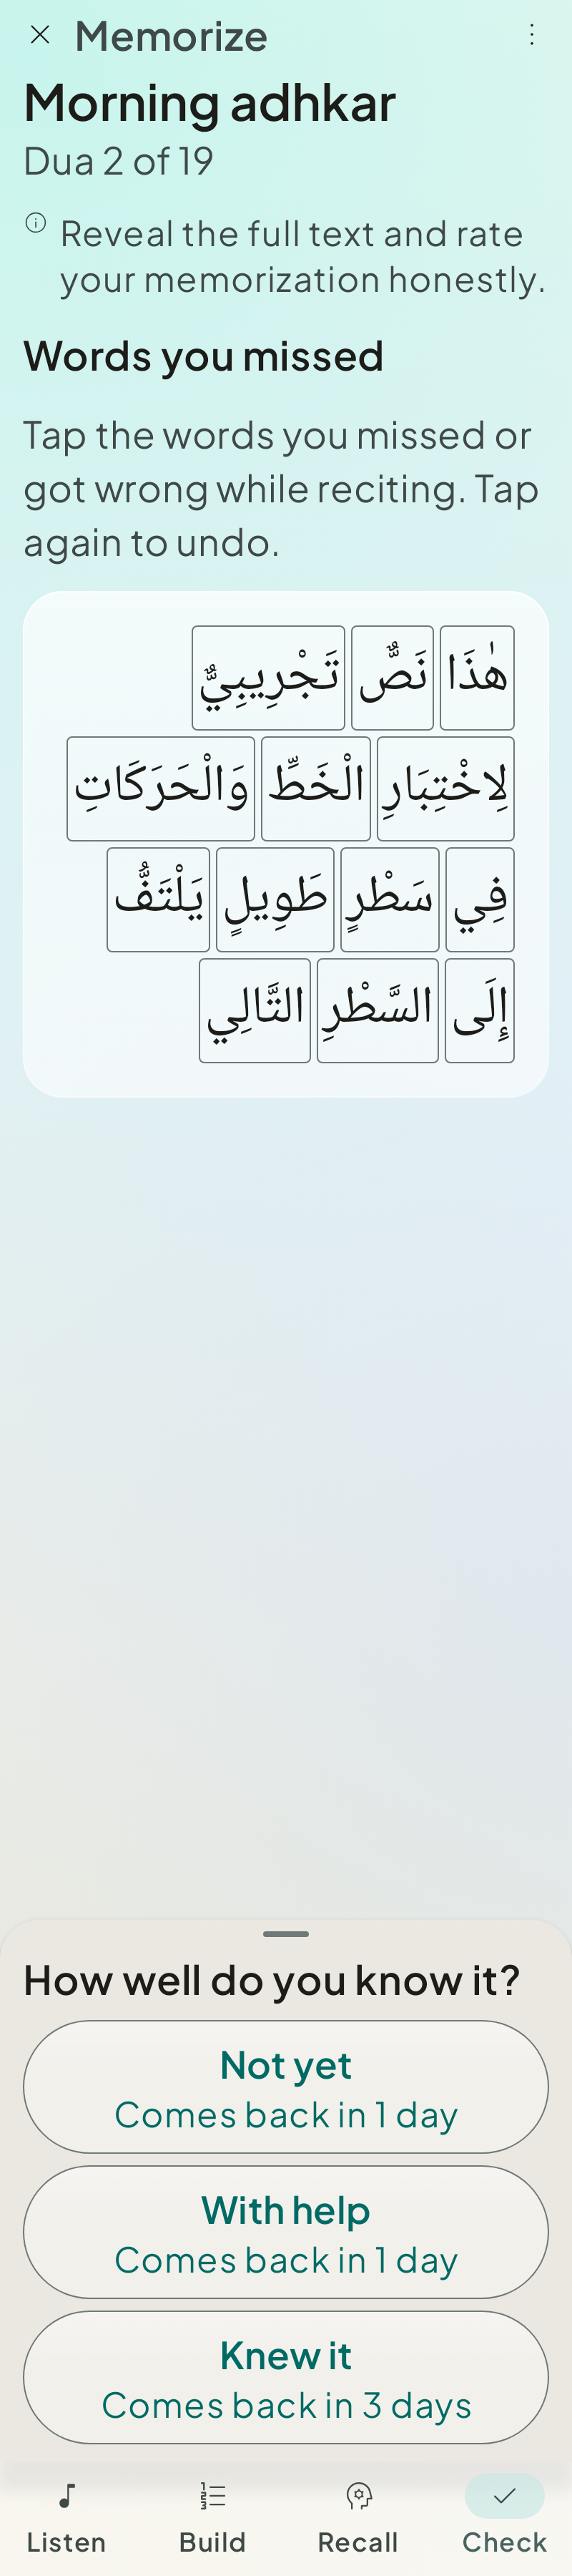 Memorize
Morning adhkar
Dua 2 of 19
Reveal the full text and rate
your memorization honestly.
Words you missed
Tap the words you missed or
got wrong while reciting. Tap
again to undo.
هٰذَا نَصٌّ تَجْرِيبِيٌّ
لِاخْتِبَارِ الْخَطِّ وَالْحَرَكَاتِ
فِي سَطْرٍ طَوِيلٍ يَلْتَفُّ
إِلَى السَّطْرِ التَّالِي
How well do you know it?
Not yet
Comes back in 1 day
With help
Comes back in 1 day
Knew it
Comes back in 3 days
Listen Build Recall Check